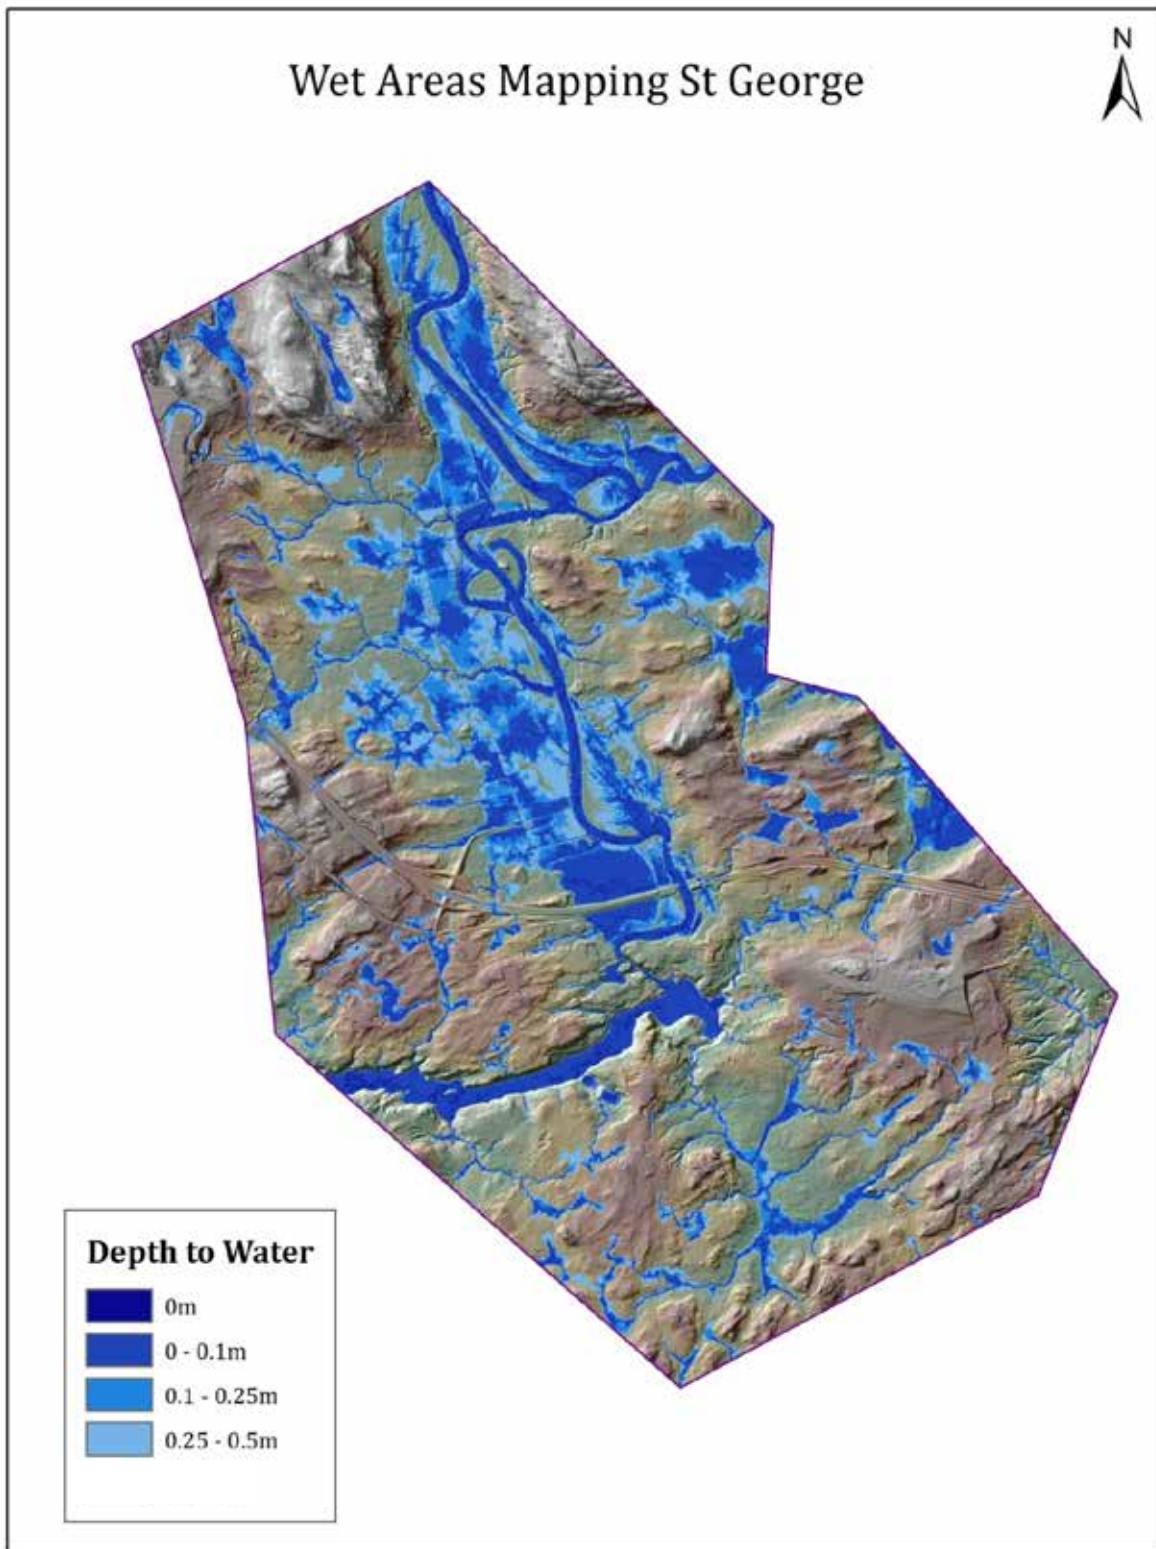 N
Wet Areas Mapping St George
Depth to Water
0m
0 - 0.1m
0.1 - 0.25m
0.25 - 0.5m